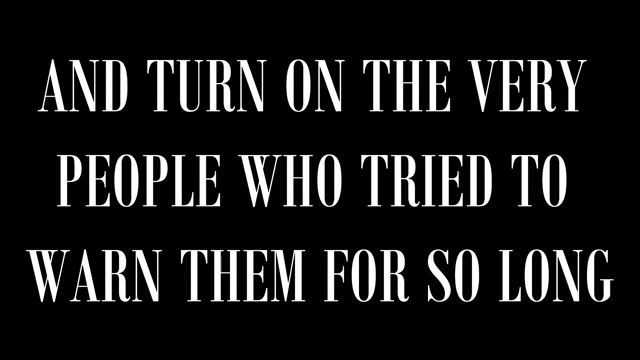 AND TURN ON THE VERY
PEOPLE WHO TRIED TO
WARN THEM FOR SO LONG